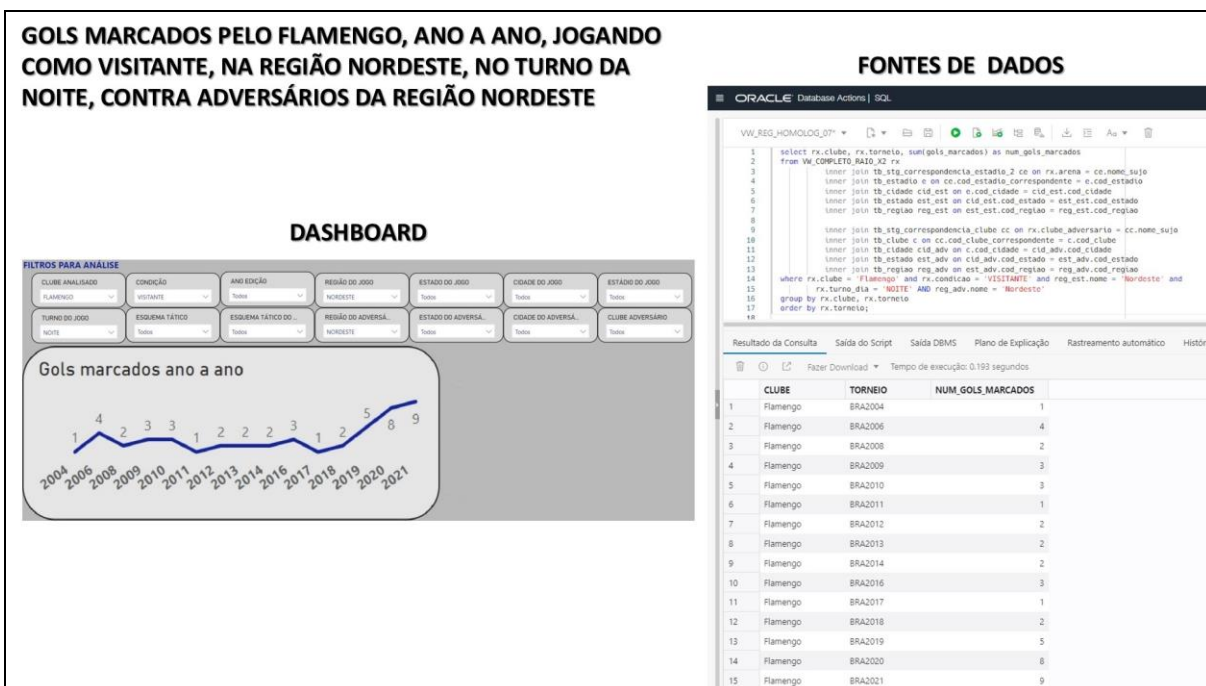 GOLS MARCADOS PELO FLAMENGO, ANO A ANO, JOGANDO
COMO VISITANTE, NA REGIÃO NORDESTE, NO TURNO DA
NOITE, CONTRA ADVERSÁRIOS DA REGIÃO NORDESTE
DASHBOARD
FILTROS PARA ANÁLISE
CLUBE ANALISADO CONDIÇÃO ANO EDIÇÃO REGIÃO DO JOGO ESTADO DO JOGO CIDADE DO JOGO ESTÁDIO DO JOGO
FLAMENGO VISITANTE Todos NORDESTE Todos Todos Todos
TURNO DO JOGO ESQUEMA TÁTICO ESQUEMA TÁTICO DO ... REGIÃO DO ADVERSÁ... ESTADO DO ADVERSÁ... CIDADE DO ADVERSÁ... CLUBE ADVERSÁRIO
NOITE Todos Todos NORDESTE Todos Todos Todos
Gols marcados ano a ano
1 4 2 3 3 1 2 2 2 3 1 2 5 8 9
2004 2006 2008 2009 2010 2011 2012 2013 2014 2016 2017 2018 2019 2020 2021
FONTES DE DADOS
ORACLE Database Actions | SQL
VW_REG_HOMOLOG_07* Aa
1 select rx.clube, rx.torneio, sum(gols_marcados) as num_gols_marcados
2 from VW_COMPLETO_RAIO_X2 rx
3 inner join tb_stg_correspondencia_estadio_2 ce on rx.arena = ce.nome_sujo
4 inner join tb_estadio e on ce.cod_estadio_correspondente = e.cod_estadio
5 inner join tb_cidade cid_est on e.cod_cidade = cid_est.cod_cidade
6 inner join tb_estado est_est on cid_est.cod_estado = est_est.cod_estado
7 inner join tb_regiao reg_est on est_est.cod_regiao = reg_est.cod_regiao
8
9 inner join tb_stg_correspondencia_clube cc on rx.clube_adversario = cc.nome_sujo
10 inner join tb_clube c on cc.cod_clube_correspondente = c.cod_clube
11 inner join tb_cidade cid_adv on c.cod_cidade = cid_adv.cod_cidade
12 inner join tb_estado est_adv on cid_adv.cod_estado = est_adv.cod_estado
13 inner join tb_regiao reg_adv on est_adv.cod_regiao = reg_adv.cod_regiao
14 where rx.clube = 'Flamengo' and rx.condicao = 'VISITANTE' and reg_est.nome = 'Nordeste' and
15 rx.turno_dia = 'NOITE' AND reg_adv.nome = 'Nordeste'
16 group by rx.clube, rx.torneio
17 order by rx.torneio;
18
Resultado da Consulta Saída do Script Saída DBMS Plano de Explicação Rastreamento automático Histór
Fazer Download Tempo de execução: 0.193 segundos
CLUBE TORNEIO NUM_GOLS_MARCADOS
1 Flamengo BRA2004 1
2 Flamengo BRA2006 4
3 Flamengo BRA2008 2
4 Flamengo BRA2009 3
5 Flamengo BRA2010 3
6 Flamengo BRA2011 1
7 Flamengo BRA2012 2
8 Flamengo BRA2013 2
9 Flamengo BRA2014 2
10 Flamengo BRA2016 3
11 Flamengo BRA2017 1
12 Flamengo BRA2018 2
13 Flamengo BRA2019 5
14 Flamengo BRA2020 8
15 Flamengo BRA2021 9